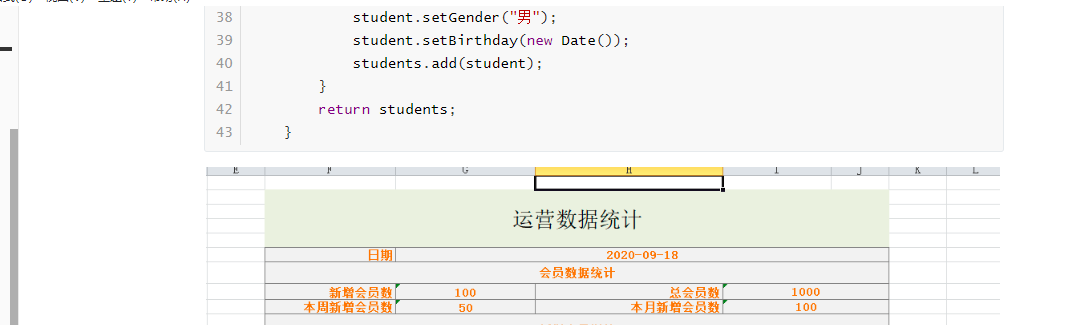 38 student.setGender("男");
39 student.setBirthday(new Date());
40 students.add(student);
41 }
42 return students;
43 }
E F G H I J K L
运营数据统计
日期 2020-09-18
会员数据统计
新增会员数 100 总会员数 1000
本周新增会员数 50 本月新增会员数 100